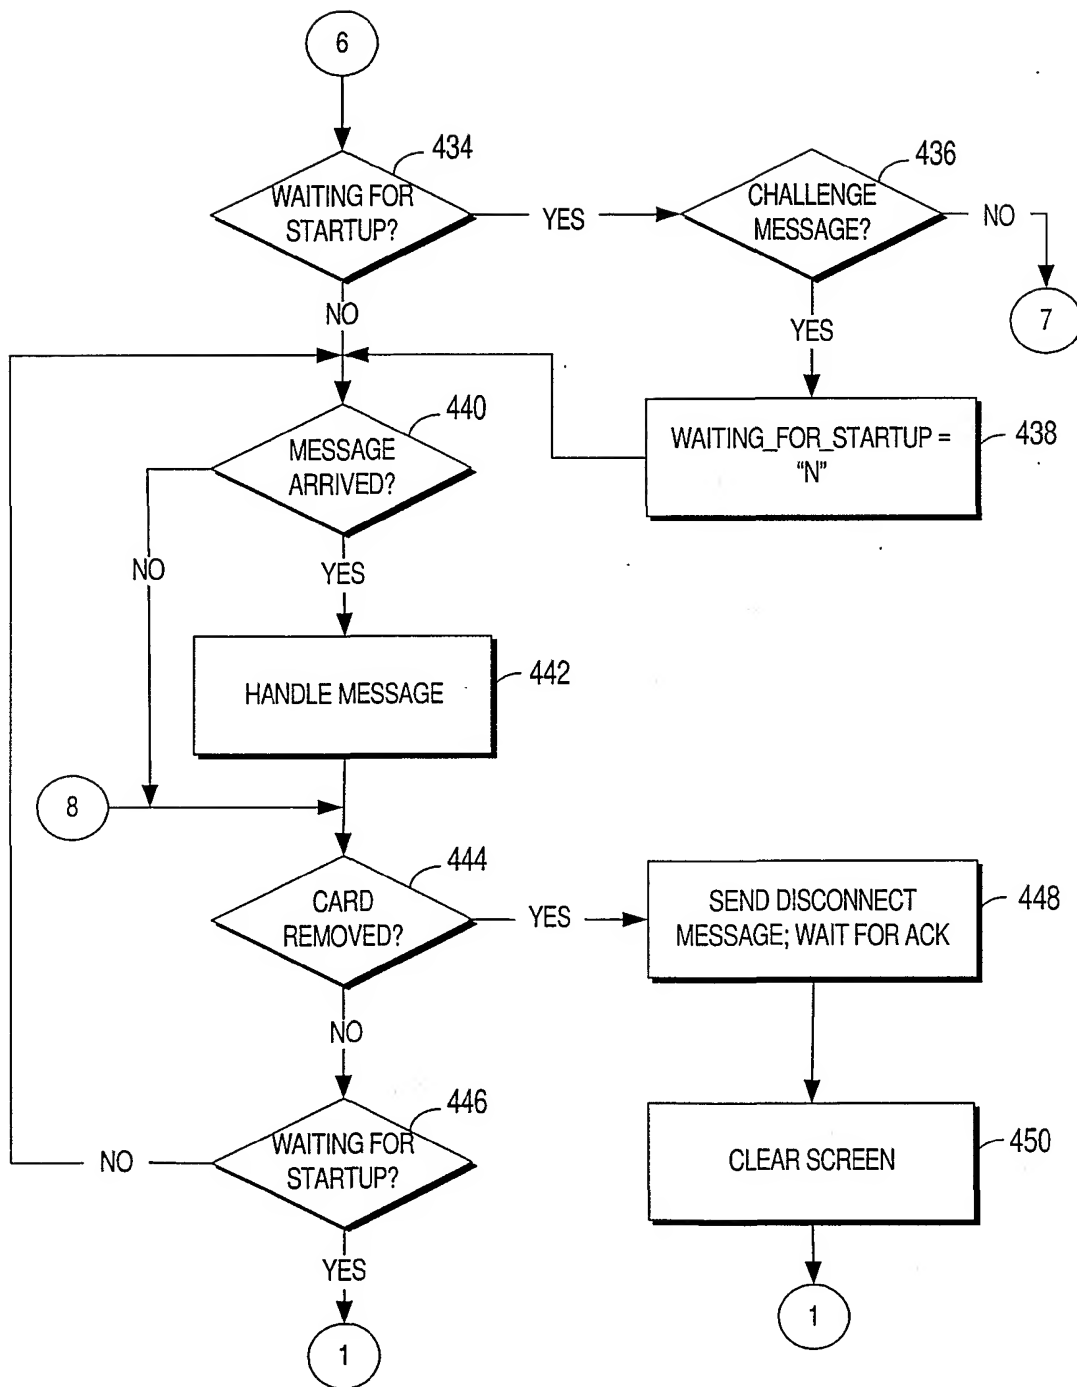 6
434
WAITING FOR
STARTUP?
YES
436
CHALLENGE
MESSAGE?
NO
7
NO
YES
440
MESSAGE
ARRIVED?
WAITING_FOR_STARTUP =
“N”
438
NO
YES
HANDLE MESSAGE
442
8
444
CARD
REMOVED?
YES
SEND DISCONNECT
MESSAGE; WAIT FOR ACK
448
NO
446
WAITING FOR
STARTUP?
NO
CLEAR SCREEN
450
YES
1
1